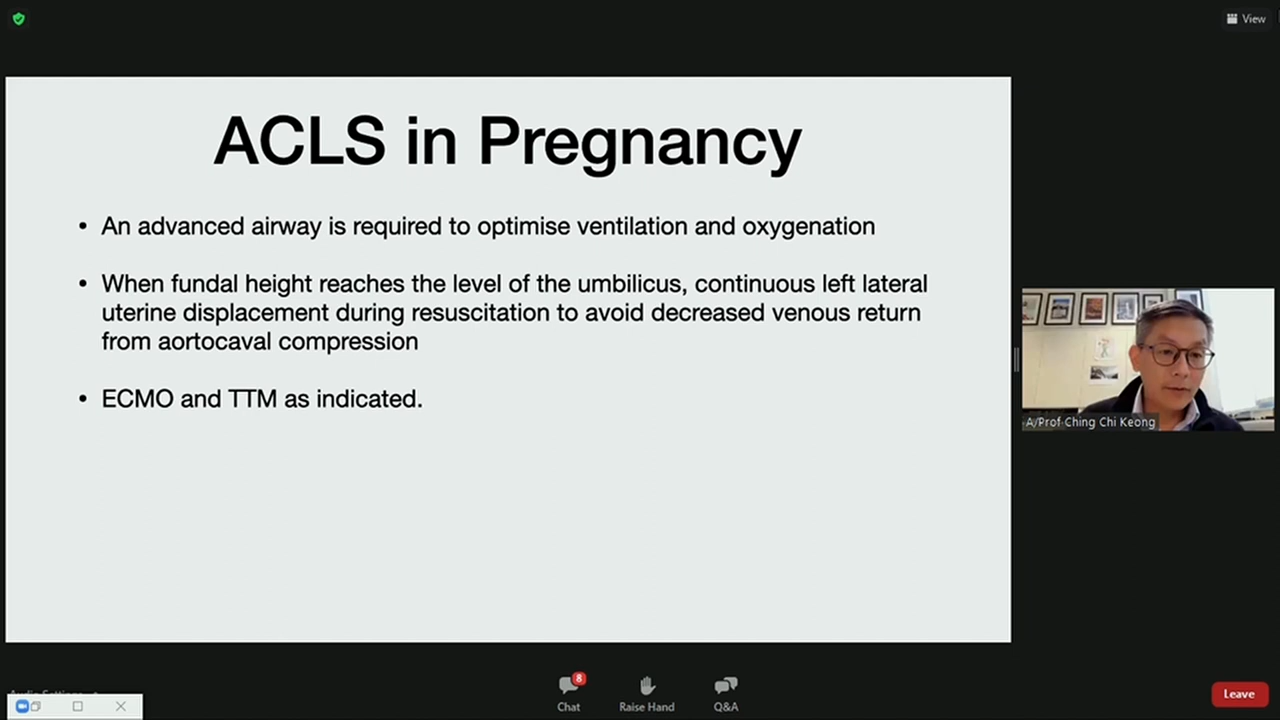 View
ACLS in Pregnancy
• An advanced airway is required to optimise ventilation and oxygenation
• When fundal height reaches the level of the umbilicus, continuous left lateral
uterine displacement during resuscitation to avoid decreased venous return
from aortocaval compression
• ECMO and TTM as indicated.
A/Prof Ching Chi Keong
8
Chat
Raise Hand
Q&A
Leave